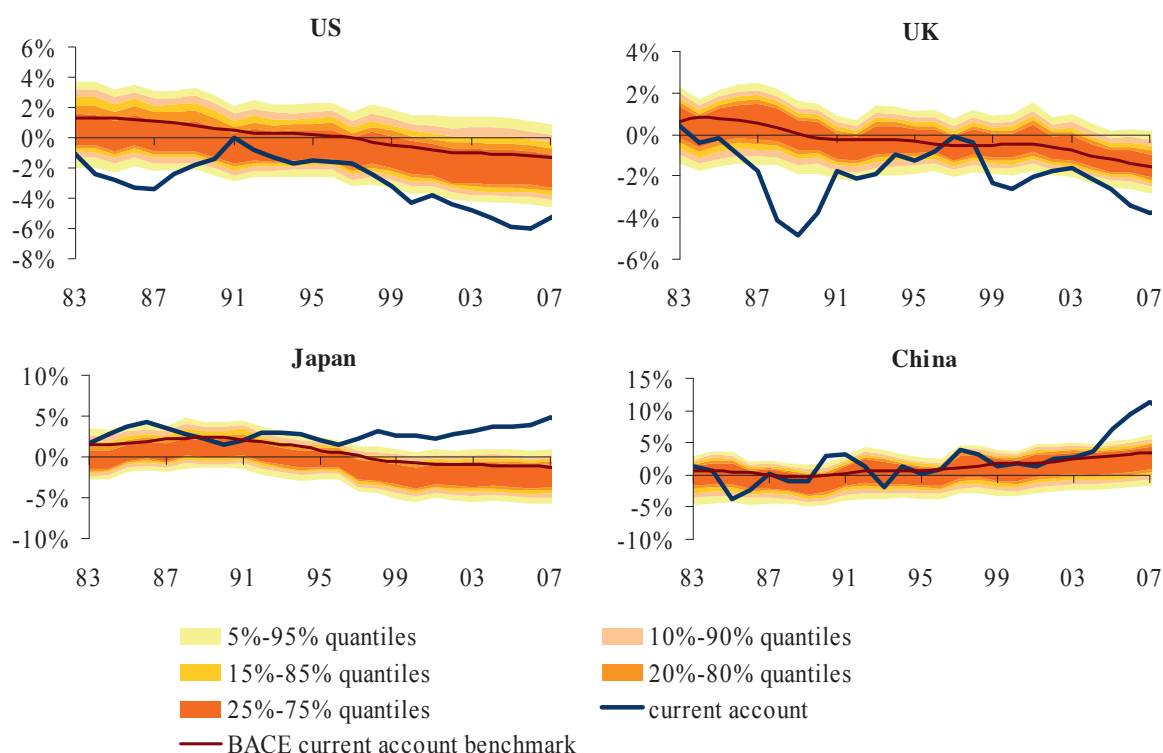 US
6%
4%
2%
0%
-2%
-4%
-6%
-8%
83 87 91 95 99 03 07
UK
4%
2%
0%
-2%
-4%
-6%
83 87 91 95 99 03 07
Japan
10%
5%
0%
-5%
-10%
83 87 91 95 99 03 07
China
15%
10%
5%
0%
-5%
-10%
83 87 91 95 99 03 07
5%-95% quantiles
10%-90% quantiles
15%-85% quantiles
20%-80% quantiles
25%-75% quantiles
current account
BACE current account benchmark